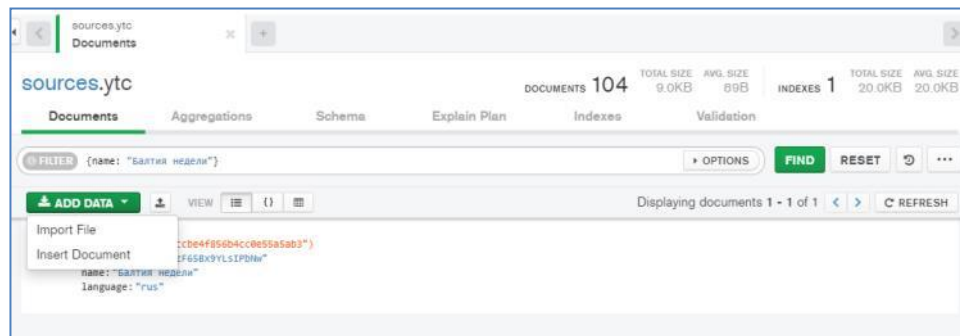 sources.ytc
Documents
sources.ytc
DOCUMENTS 104
TOTAL SIZE 9.0KB
AVG. SIZE 89B
INDEXES 1
TOTAL SIZE 20.0KB
AVG. SIZE 20.0KB
Documents Aggregations Schema Explain Plan Indexes Validation
FILTER {name: "Балтия недели"} OPTIONS FIND RESET ...
ADD DATA VIEW {} Displaying documents 1 - 1 of 1 < > REFRESH
Import File
Insert Document
name: "Балтия недели"
language: "rus"